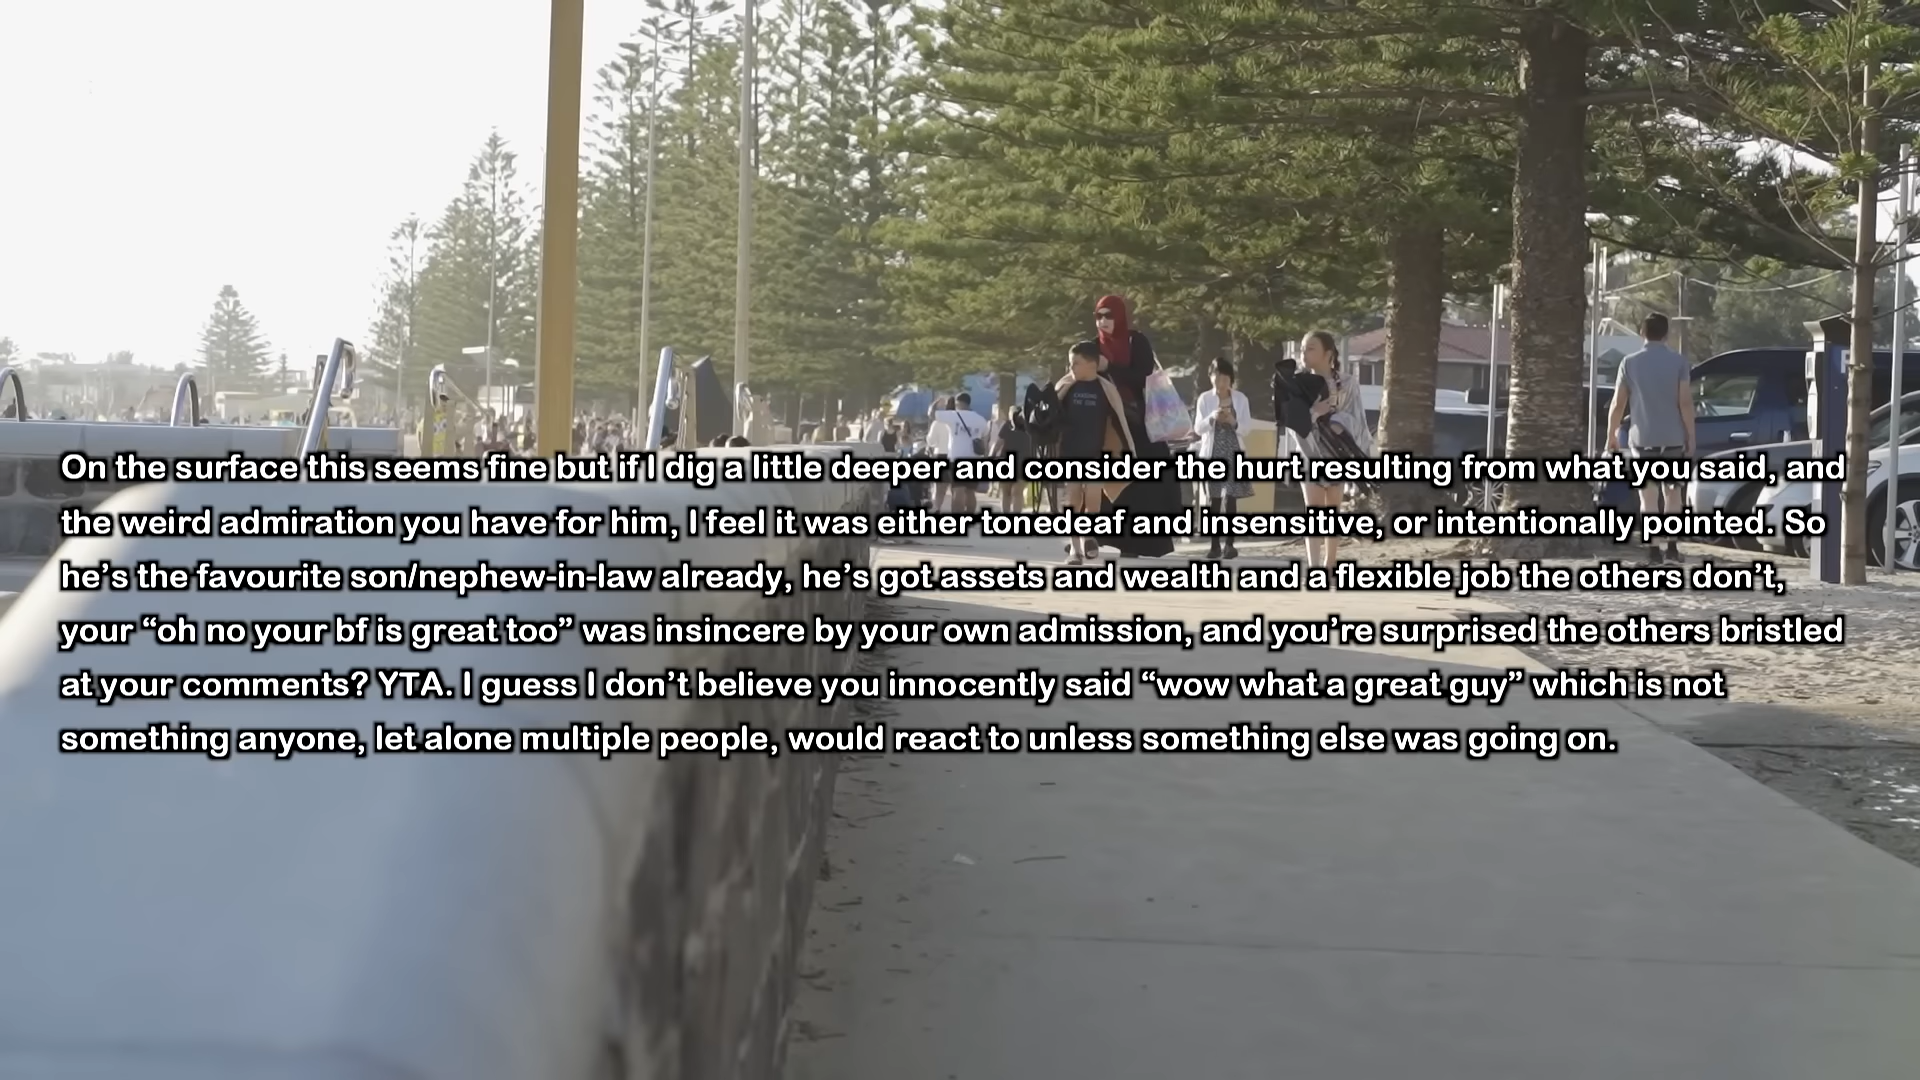 On the surface this seems fine but if I dig a little deeper and consider the hurt resulting from what you said, and
the weird admiration you have for him, I feel it was either tonedeaf and insensitive, or intentionally pointed. So
he’s the favourite son/nephew-in-law already, he’s got assets and wealth and a flexible job the others don’t,
your “oh no your bf is great too” was insincere by your own admission, and you’re surprised the others bristled
at your comments? YTA. I guess I don’t believe you innocently said “wow what a great guy” which is not
something anyone, let alone multiple people, would react to unless something else was going on.